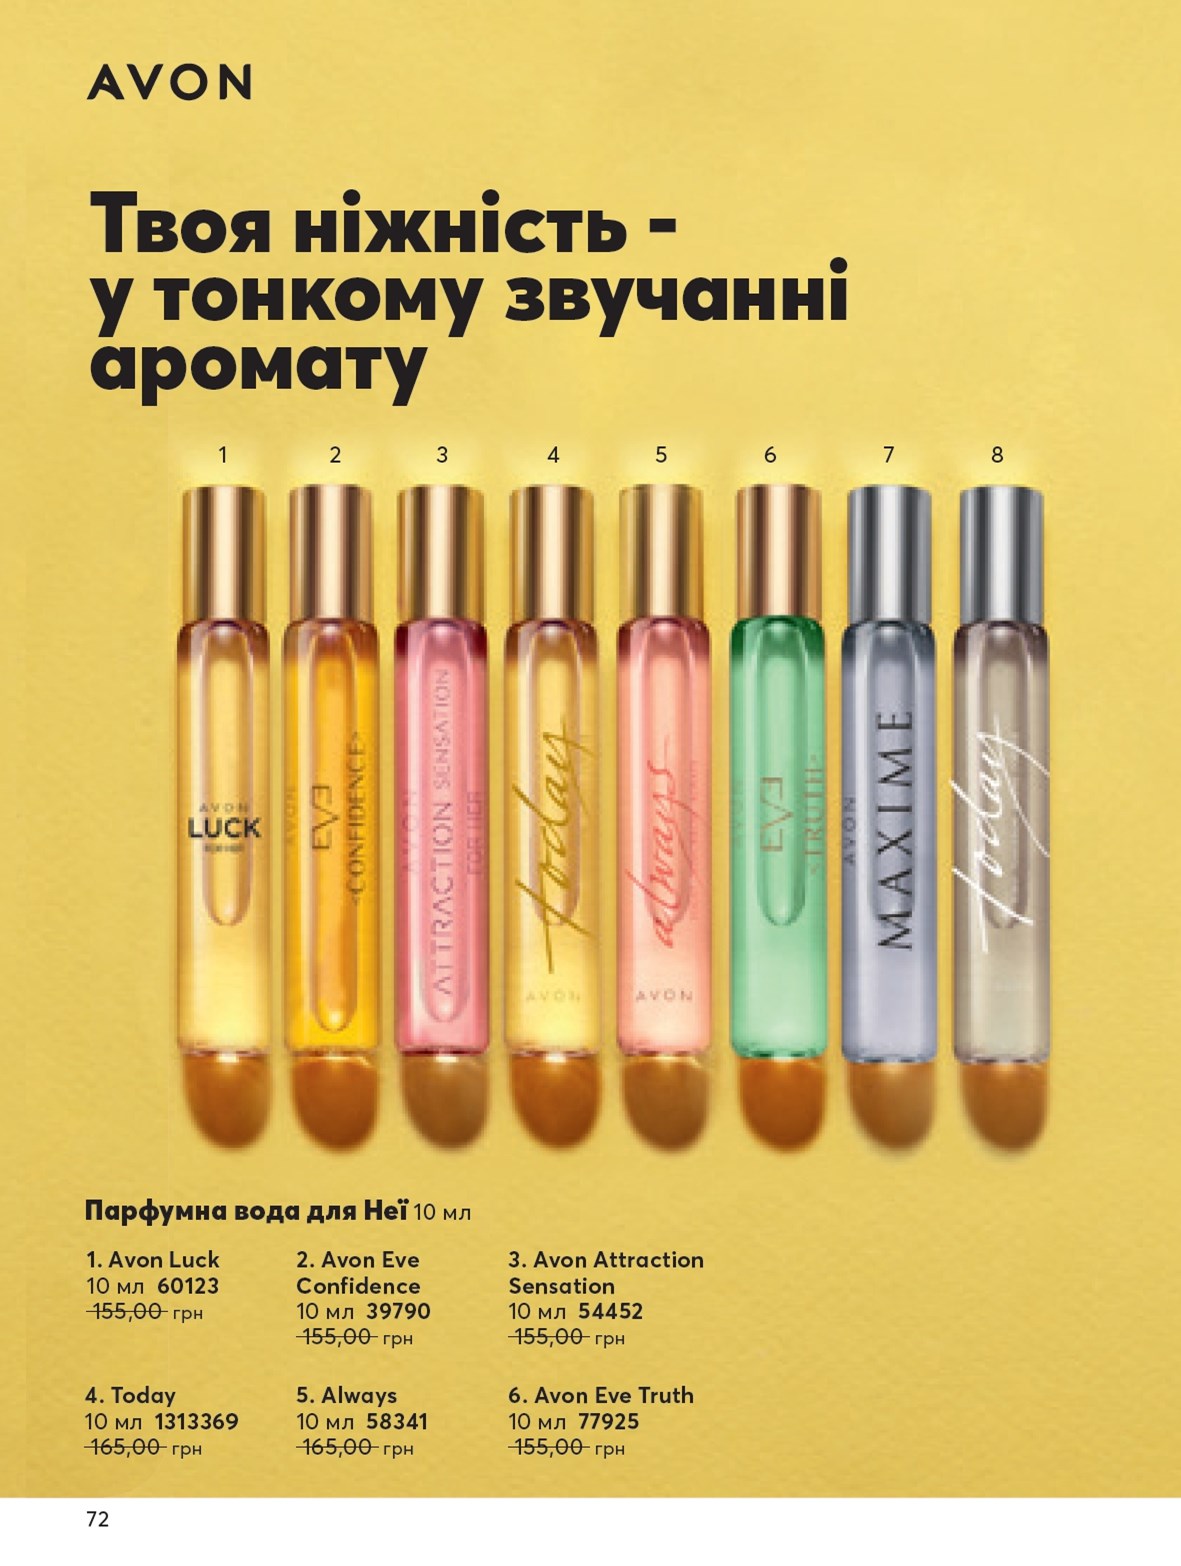 AVON
Твоя ніжність -
у тонкому звучанні
аромату
1 2 3 4 5 6 7 8
AVON
LUCK
AVON
EVE
<CONFIDENCE>
AVON
ATTRACTION SENSATION
FOR HER
today
AVON
always
AVON
AVON
EVE
<TRUTH>
AVON
MAXIME
today
Парфумна вода для Неї 10 мл
1. Avon Luck
10 мл 60123
155,00 грн
2. Avon Eve
Confidence
10 мл 39790
155,00 грн
3. Avon Attraction
Sensation
10 мл 54452
155,00 грн
4. Today
10 мл 1313369
165,00 грн
5. Always
10 мл 58341
165,00 грн
6. Avon Eve Truth
10 мл 77925
155,00 грн
72